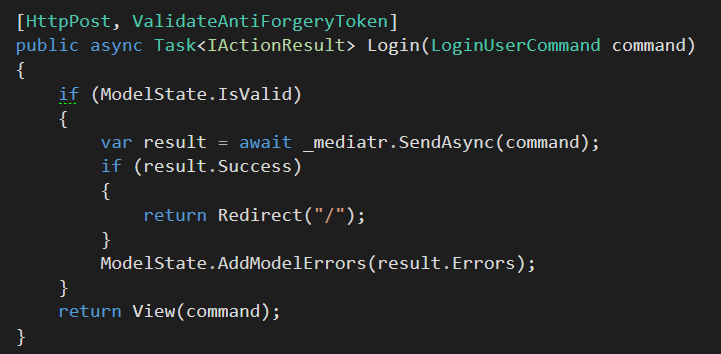 [HttpPost, ValidateAntiForgeryToken]
public async Task<IActionResult> Login(LoginUserCommand command)
{
    if (ModelState.IsValid)
    {
        var result = await _mediatr.SendAsync(command);
        if (result.Success)
        {
            return Redirect("/");
        }
        ModelState.AddModelErrors(result.Errors);
    }
    return View(command);
}